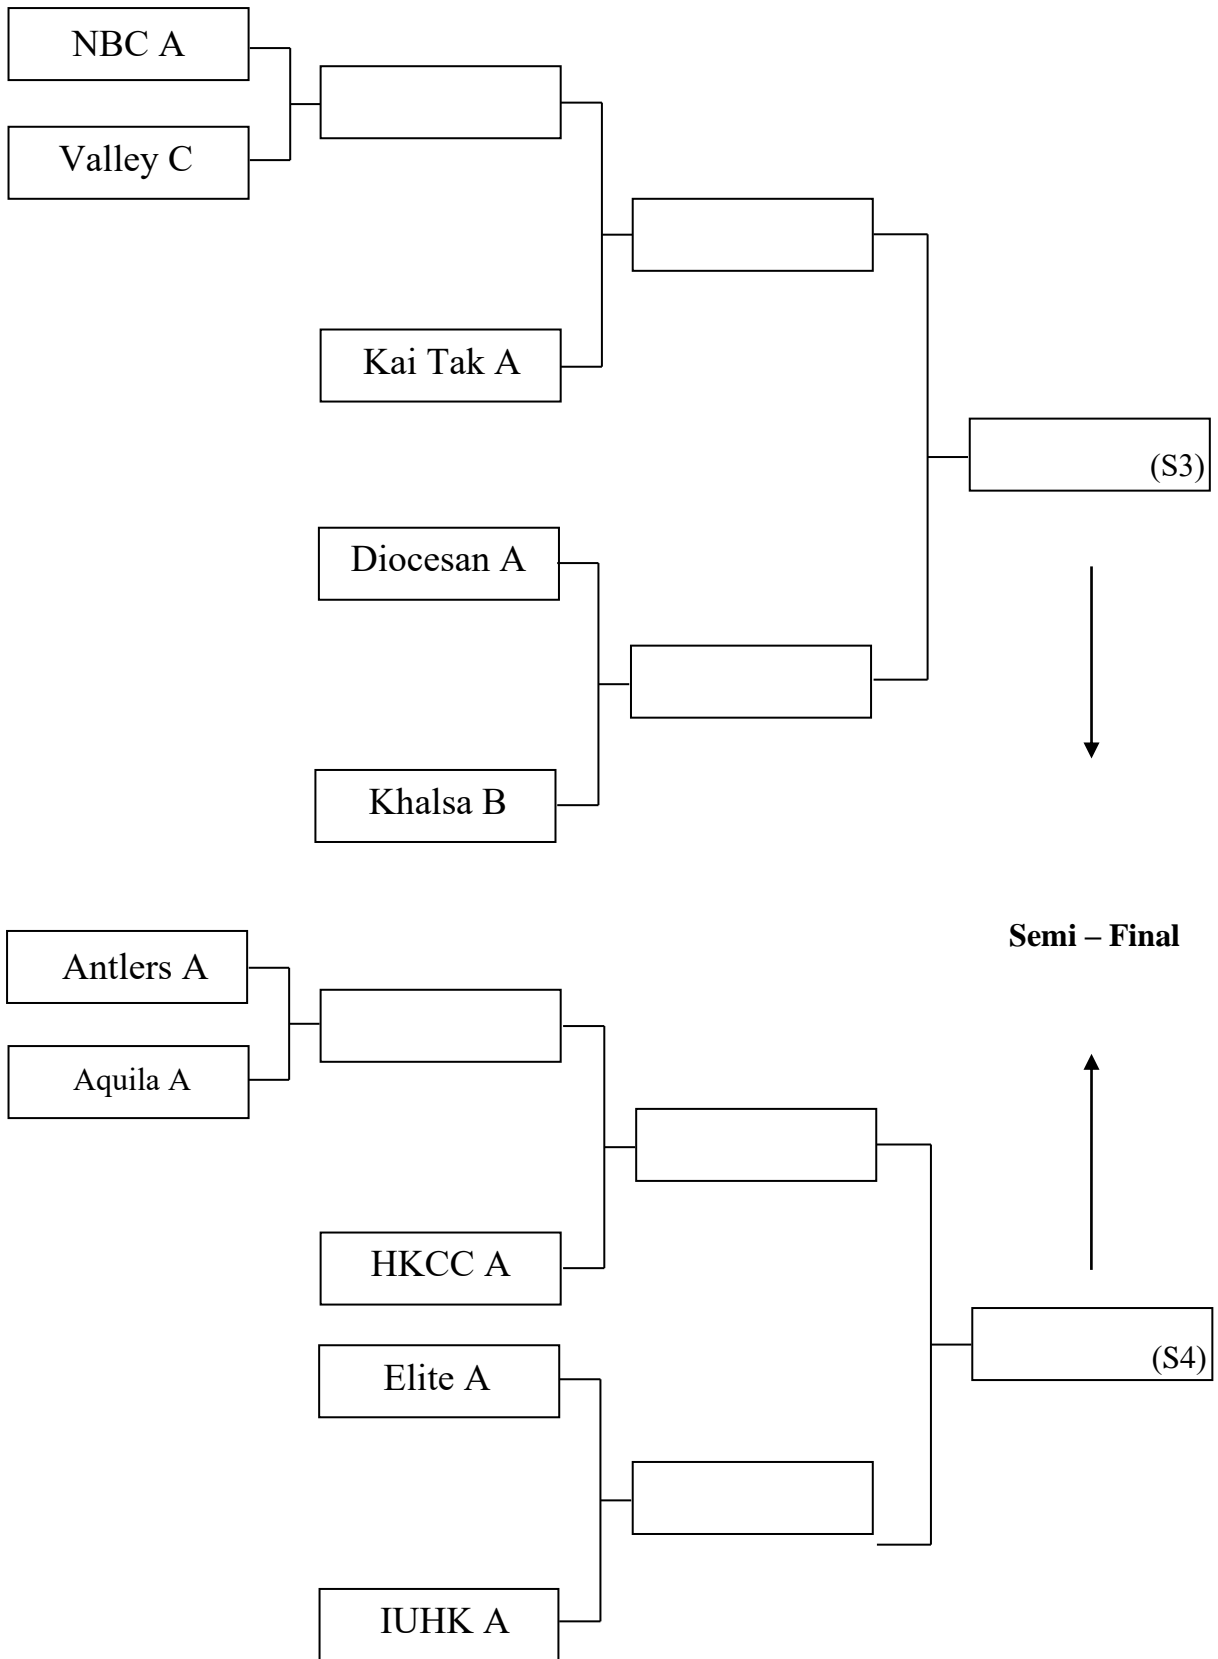 NBC A
Valley C
Kai Tak A
(S3)
Diocesan A
Khalsa B
Semi – Final
Antlers A
Aquila A
HKCC A
Elite A
(S4)
IUHK A